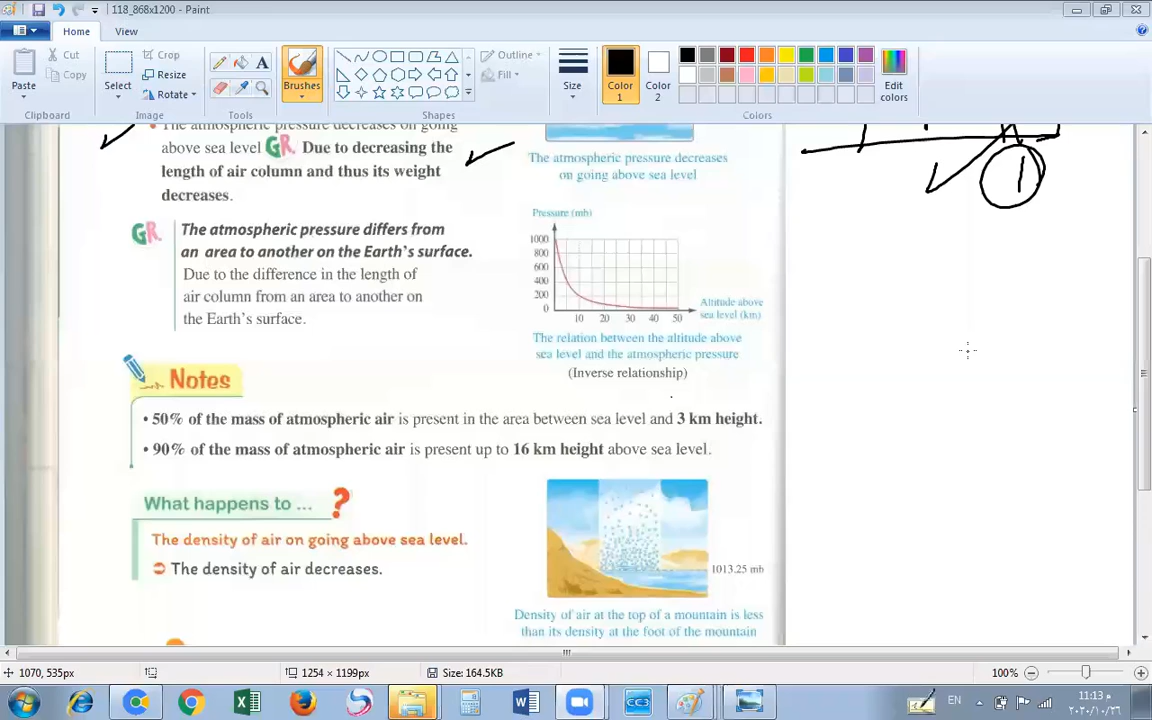 118_868x1200 - Paint
Home
View
Paste
Cut
Copy
Clipboard
Select
Crop
Resize
Rotate
Image
Tools
Brushes
Shapes
Outline
Fill
Size
Color 1
Color 2
Edit colors
Colors
• The atmospheric pressure decreases on going
above sea level GR. Due to decreasing the
length of air column and thus its weight
decreases.
The atmospheric pressure decreases
on going above sea level
1
GR. The atmospheric pressure differs from
an area to another on the Earth's surface.
Due to the difference in the length of
air column from an area to another on
the Earth's surface.
Pressure (mb)
1000
800
600
400
200
0
10 20 30 40 50
Altitude above
sea level (km)
The relation between the altitude above
sea level and the atmospheric pressure
(Inverse relationship)
Notes
• 50% of the mass of atmospheric air is present in the area between sea level and 3 km height.
• 90% of the mass of atmospheric air is present up to 16 km height above sea level.
What happens to ... ?
The density of air on going above sea level.
The density of air decreases.
1013.25 mb
Density of air at the top of a mountain is less
than its density at the foot of the mountain
1070, 535px
1254 × 1199px
Size: 164.5KB
100%
EN
11:13 م
٢٠٢٠/١٠/٢٦